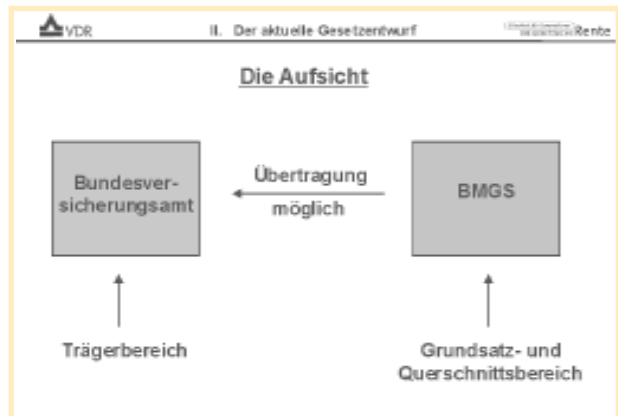 VDR
II. Der aktuelle Gesetzentwurf
Rente
Die Aufsicht
Bundesver-
sicherungsamt
Übertragung
möglich
BMGS
Trägerbereich
Grundsatz- und
Querschnittsbereich